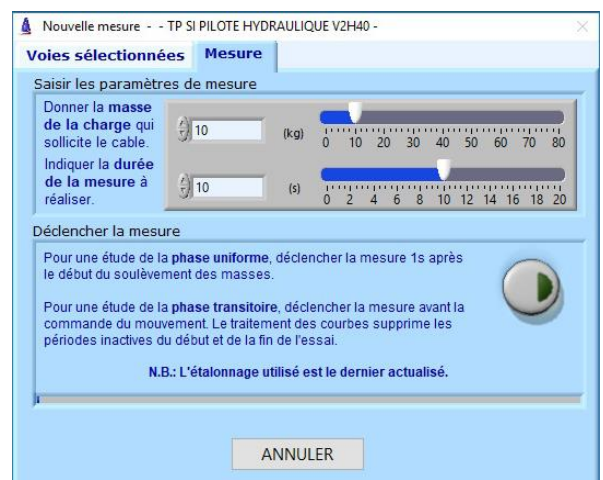 Nouvelle mesure - - TP SI PILOTE HYDRAULIQUE V2H40 -
Voies sélectionnées Mesure
Saisir les paramètres de mesure
Donner la masse
de la charge qui
sollicite le cable.
10 (kg)
0 10 20 30 40 50 60 70 80
Indiquer la durée
de la mesure à
réaliser.
10 (s)
0 2 4 6 8 10 12 14 16 18 20
Déclencher la mesure
Pour une étude de la phase uniforme, déclencher la mesure 1s après
le début du soulèvement des masses.
Pour une étude de la phase transitoire, déclencher la mesure avant la
commande du mouvement. Le traitement des courbes supprime les
périodes inactives du début et de la fin de l'essai.
N.B.: L'étalonnage utilisé est le dernier actualisé.
ANNULER